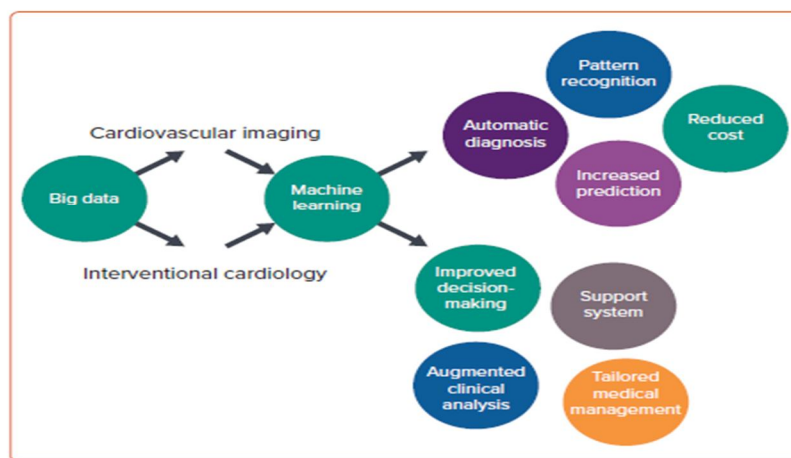 Pattern
recognition
Automatic
diagnosis
Reduced
cost
Cardiovascular imaging
Increased
prediction
Big data
Machine
learning
Interventional cardiology
Improved
decision-
making
Support
system
Augmented
clinical
analysis
Tailored
medical
management